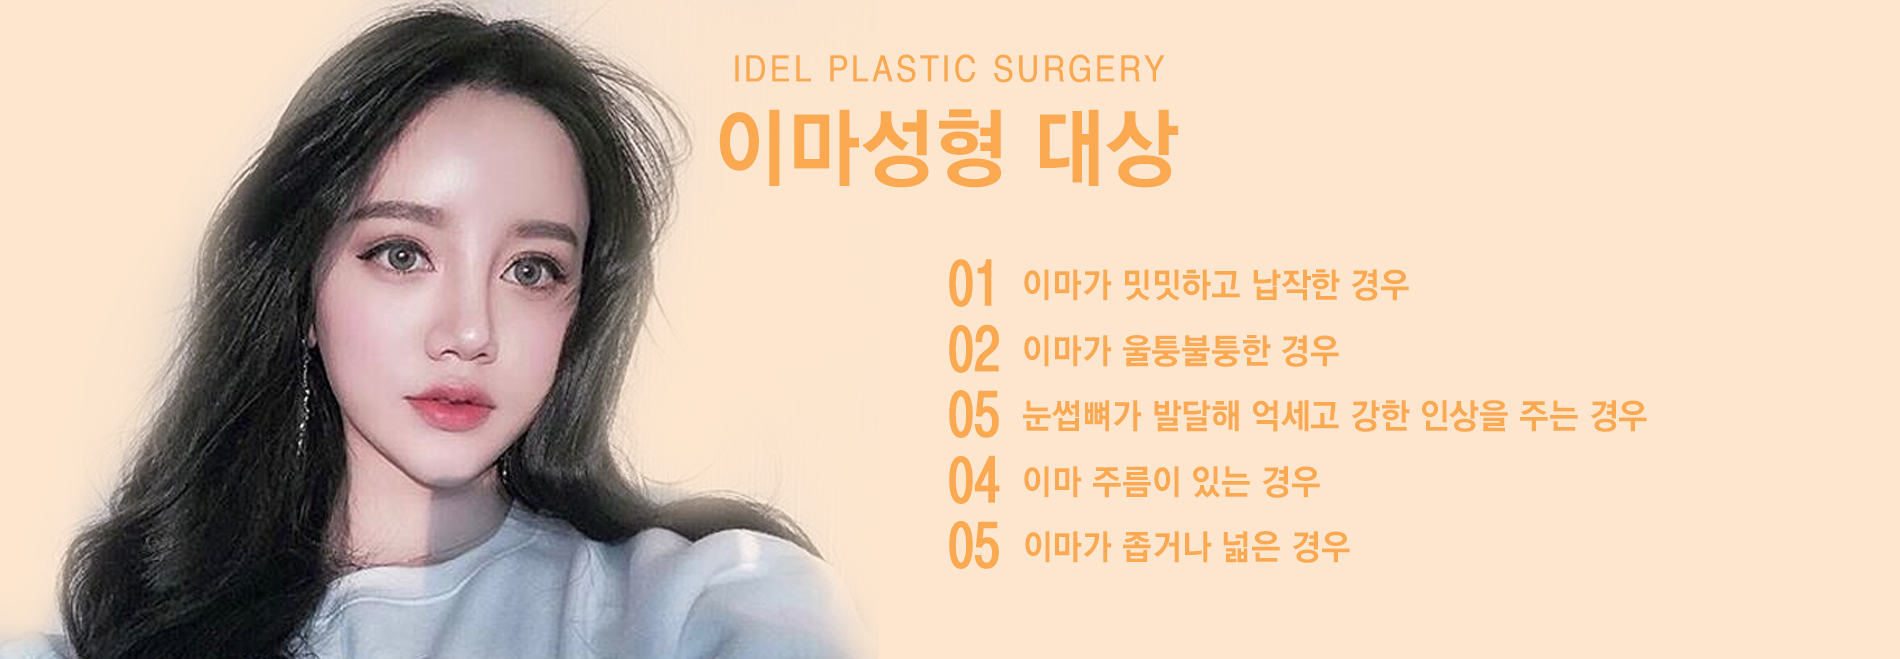 IDEL PLASTIC SURGERY
이마성형 대상
01 이마가 밋밋하고 납작한 경우
02 이마가 울퉁불퉁한 경우
05 눈썹뼈가 발달해 억세고 강한 인상을 주는 경우
04 이마 주름이 있는 경우
05 이마가 좁거나 넓은 경우